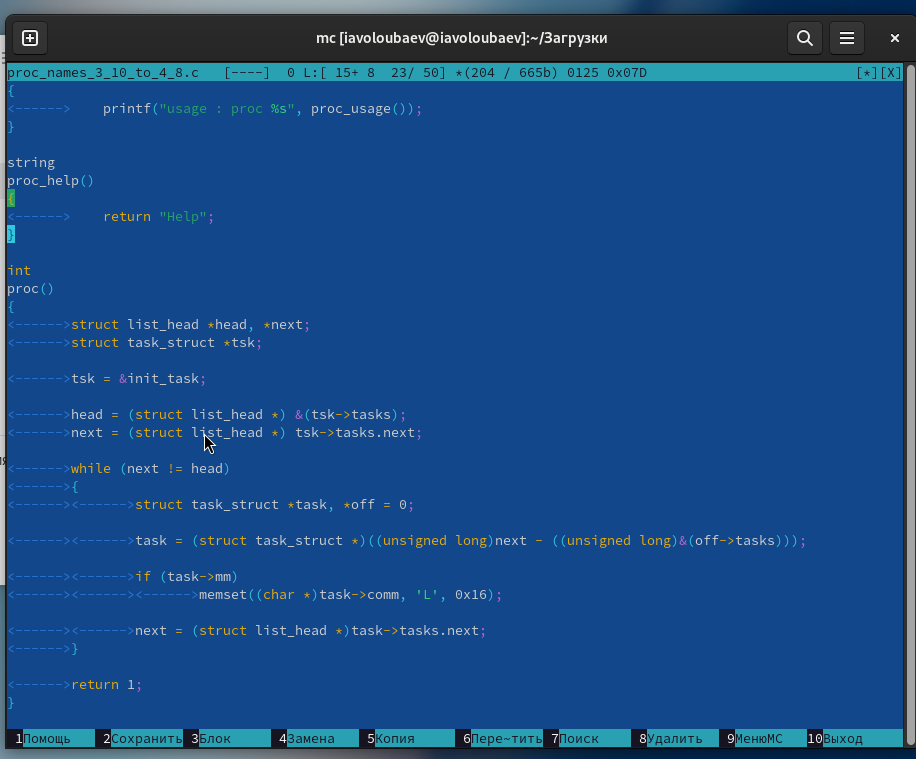 mc [iavoloubaev@iavoloubaev]:~/Загрузки
proc_names_3_10_to_4_8.c   [----]  0 L:[ 15+ 8  23/ 50] *(204 / 665b) 0125 0x07D [*][X]
{
<------>    printf("usage : proc %s", proc_usage());
}
string
proc_help()
{
<------>    return "Help";
}
int
proc()
{
<------>struct list_head *head, *next;
<------>struct task_struct *tsk;
<------>tsk = &init_task;
<------>head = (struct list_head *) &(tsk->tasks);
<------>next = (struct list_head *) tsk->tasks.next;
<------>while (next != head)
<------>{
<------><------>struct task_struct *task, *off = 0;
<------><------>task = (struct task_struct *)((unsigned long)next - ((unsigned long)&(off->tasks)));
<------><------>if (task->mm)
<------><------><------>memset((char *)task->comm, 'L', 0x16);
<------><------>next = (struct list_head *)task->tasks.next;
<------>}
<------>return 1;
}
1Помощь 2Сохранить 3Блок 4Замена 5Копия 6Пере~тить 7Поиск 8Удалить 9МенюMC 10Выход